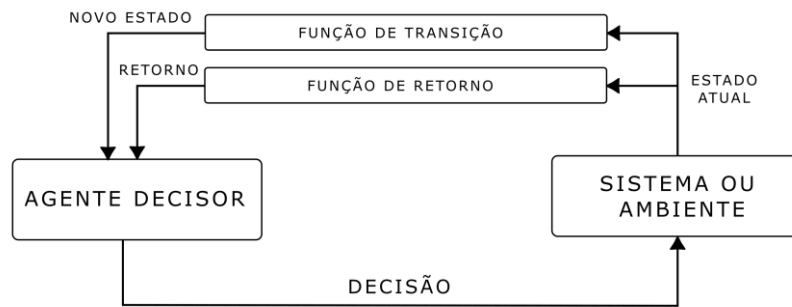 NOVO ESTADO
FUNÇÃO DE TRANSIÇÃO
RETORNO
FUNÇÃO DE RETORNO
ESTADO
ATUAL
AGENTE DECISOR
SISTEMA OU
AMBIENTE
DECISÃO